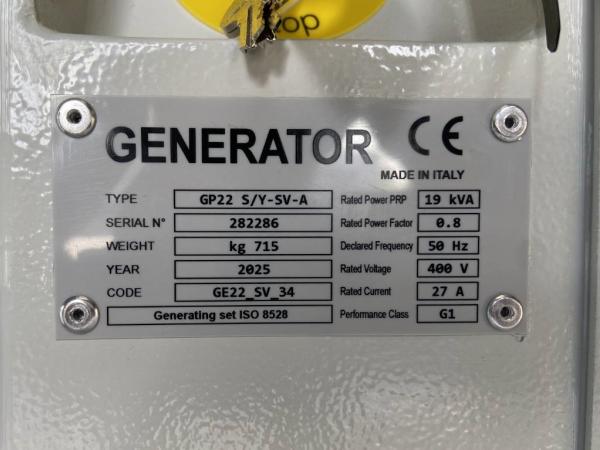 stop
GENERATOR CE
MADE IN ITALY
TYPE GP22 S/Y-SV-A Rated Power PRP 19 kVA
SERIAL N° 282286 Rated Power Factor 0.8
WEIGHT kg 715 Declared Frequency 50 Hz
YEAR 2025 Rated Voltage 400 V
CODE GE22_SV_34 Rated Current 27 A
Generating set ISO 8528 Performance Class G1